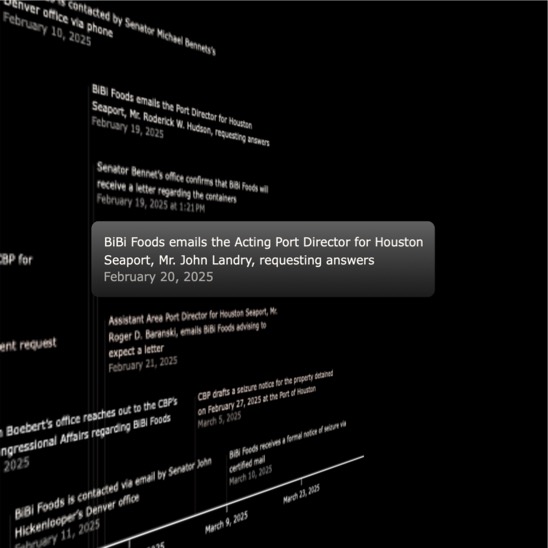 is contacted by Senator Michael Bennets's
Denver office via phone
February 10, 2025
BiBi Foods emails the Port Director for Houston
Seaport, Mr. Roderick W. Hudson, requesting answers
February 19, 2025
Senator Bennet's office confirms that BiBi Foods will
receive a letter regarding the containers
February 19, 2025 at 1:21 PM
BiBi Foods emails the Acting Port Director for Houston
Seaport, Mr. John Landry, requesting answers
February 20, 2025
CBP for
Assistant Area Port Director for Houston Seaport, Mr.
Roger D. Baranski, emails BiBi Foods advising to
expect a letter
February 21, 2025
ent request
CBP drafts a seizure notice for the property detained
on February 27, 2025 at the Port of Houston
March 5, 2025
Boebert's office reaches out to the CBP's
ngressional Affairs regarding BiBi Foods
2025
BiBi Foods receives a formal notice of seizure via
certified mail
March 10, 2025
BiBi Foods is contacted via email by Senator John
Hickenlooper's Denver office
February 11, 2025
March 9, 2025
March 23, 2025